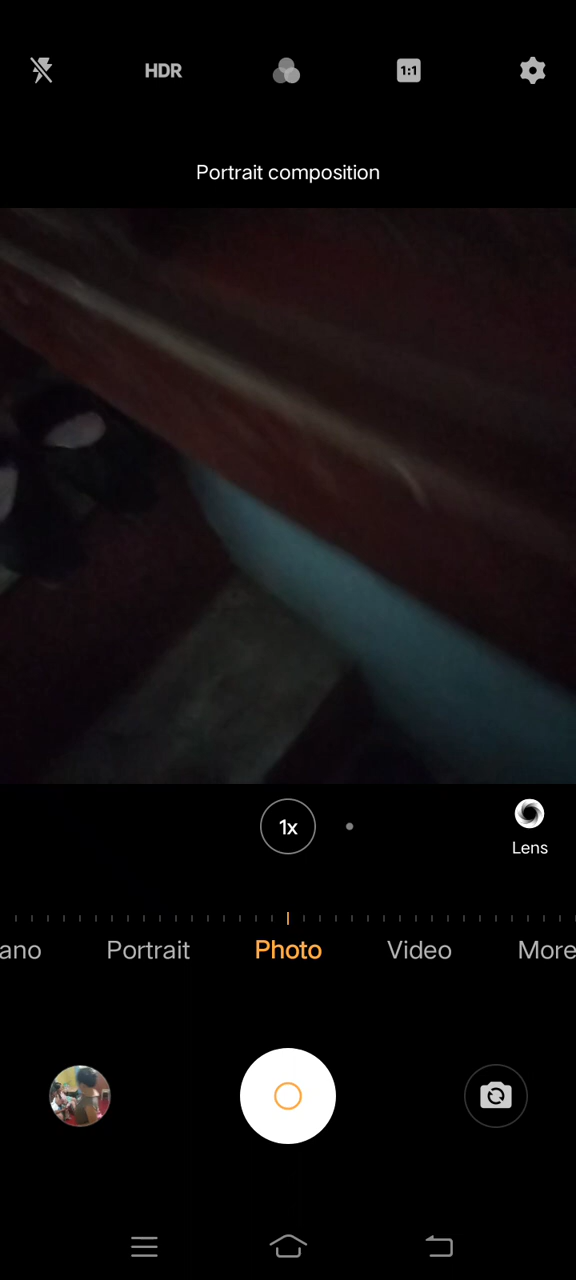 HDR
1:1
Portrait composition
1x
Lens
ano
Portrait
Photo
Video
More